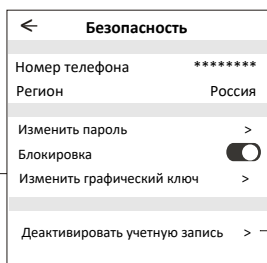 Безопасность
Номер телефона ********
Регион Россия
Изменить пароль >
Блокировка
Изменить графический ключ >
Деактивировать учетную запись >